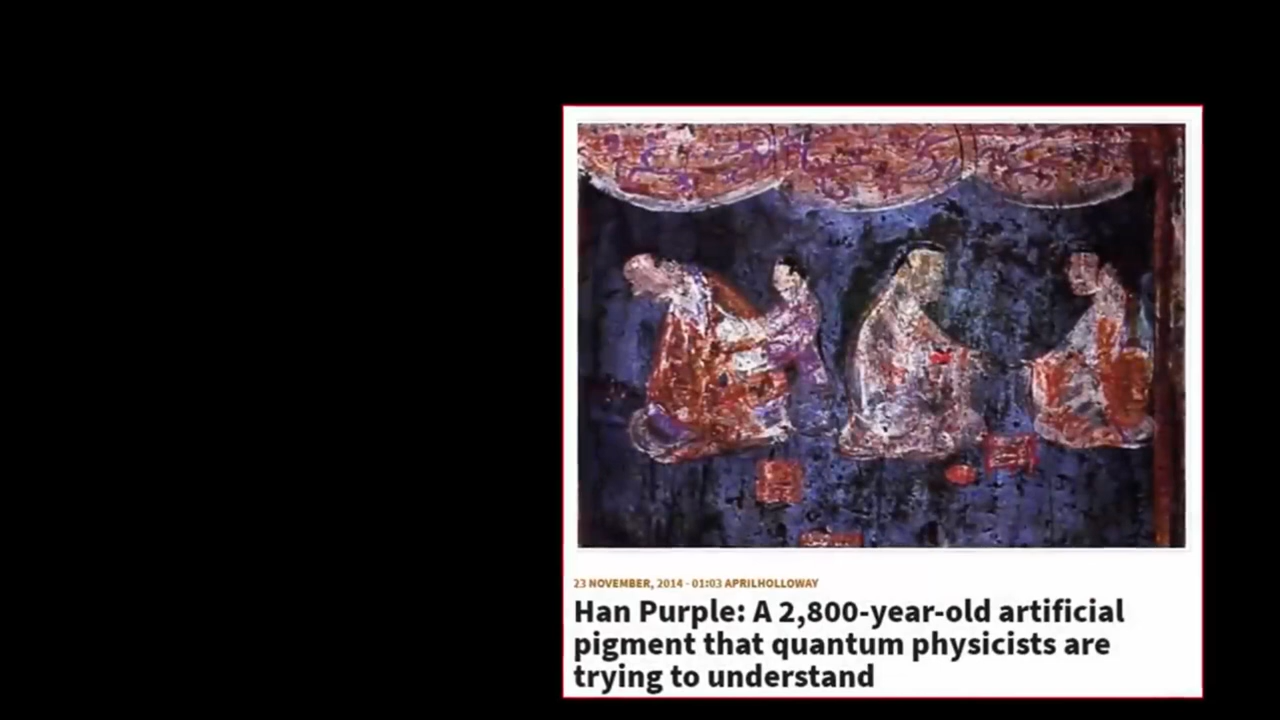 23 NOVEMBER, 2014 - 01:03 APRILHOLLOWAY
Han Purple: A 2,800-year-old artificial
pigment that quantum physicists are
trying to understand